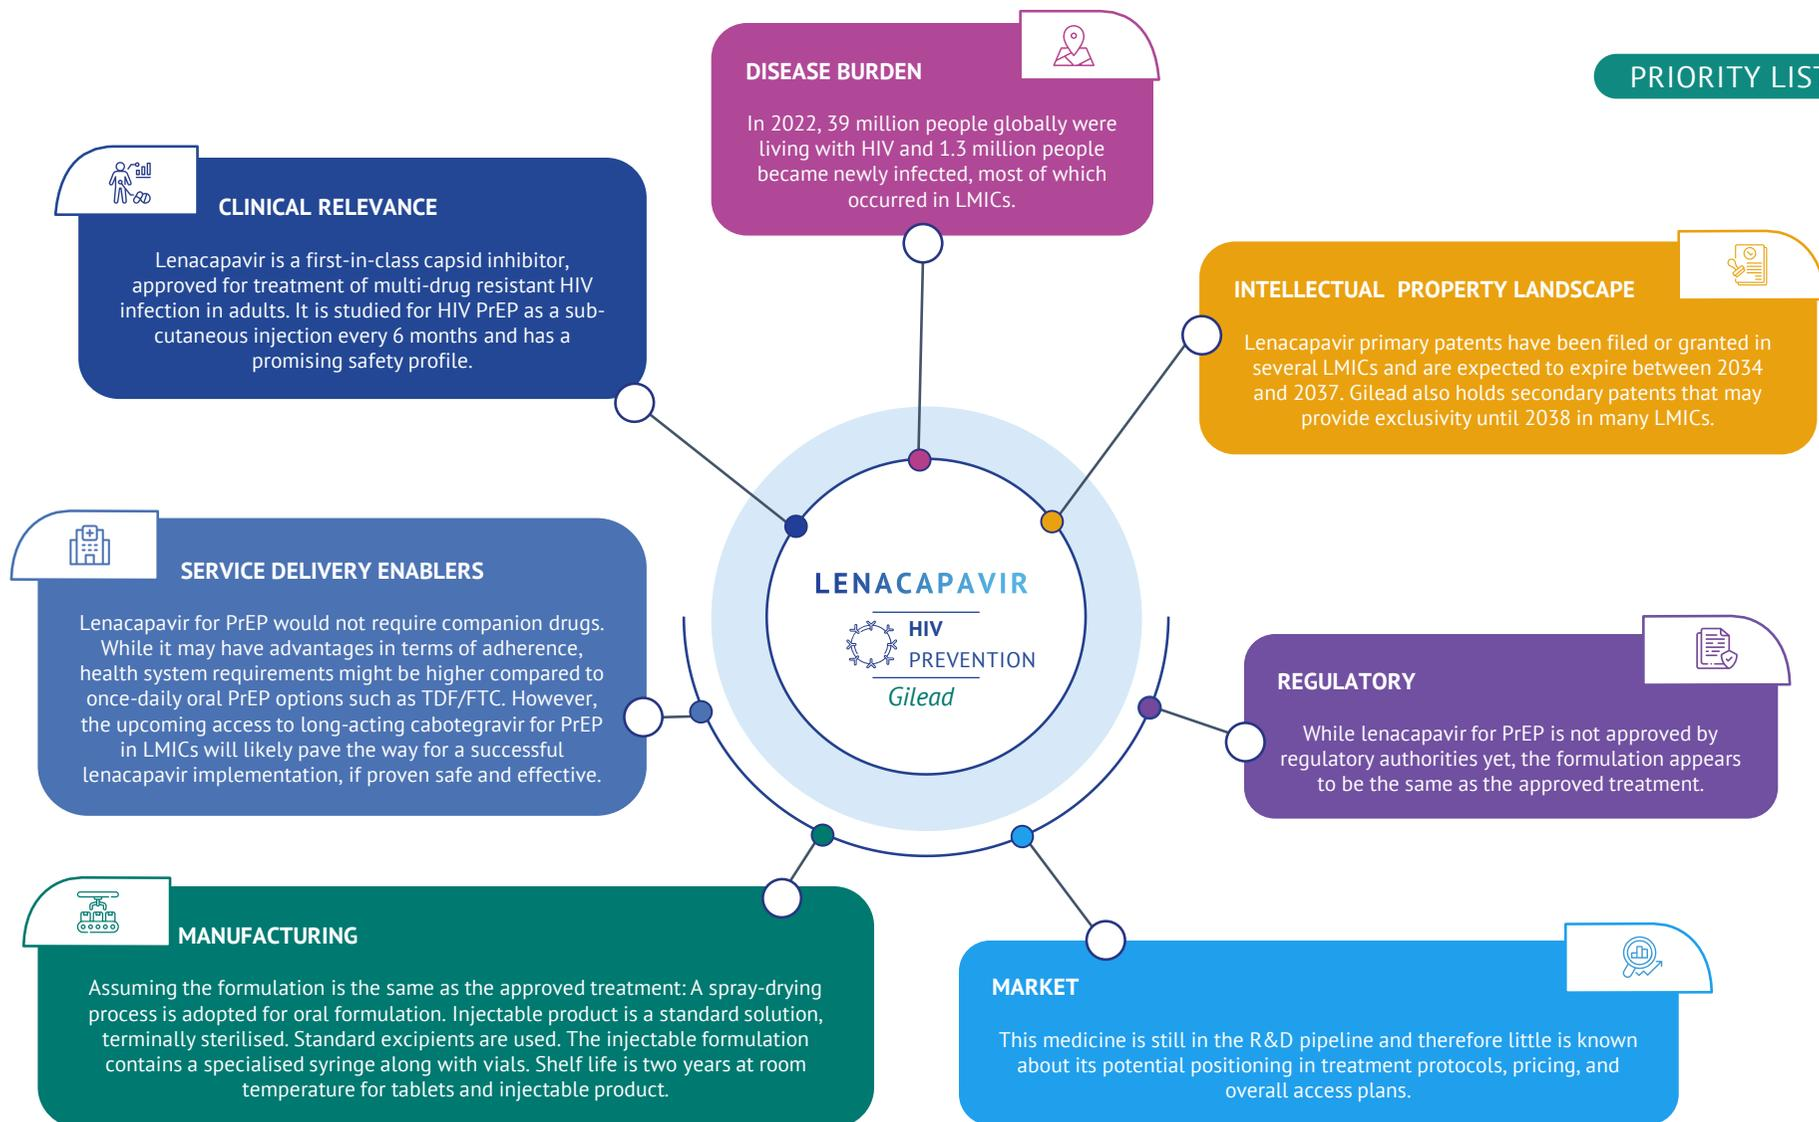 DISEASE BURDEN
In 2022, 39 million people globally were
living with HIV and 1.3 million people
became newly infected, most of which
occurred in LMICs.
PRIORITY LIST
CLINICAL RELEVANCE
Lenacapavir is a first-in-class capsid inhibitor,
approved for treatment of multi-drug resistant HIV
infection in adults. It is studied for HIV PrEP as a sub-
cutaneous injection every 6 months and has a
promising safety profile.
INTELLECTUAL PROPERTY LANDSCAPE
Lenacapavir primary patents have been filed or granted in
several LMICs and are expected to expire between 2034
and 2037. Gilead also holds secondary patents that may
provide exclusivity until 2038 in many LMICs.
SERVICE DELIVERY ENABLERS
Lenacapavir for PrEP would not require companion drugs.
While it may have advantages in terms of adherence,
health system requirements might be higher compared to
once-daily oral PrEP options such as TDF/FTC. However,
the upcoming access to long-acting cabotegravir for PrEP
in LMICs will likely pave the way for a successful
lenacapavir implementation, if proven safe and effective.
LENACAPAVIR
HIV
PREVENTION
Gilead
REGULATORY
While lenacapavir for PrEP is not approved by
regulatory authorities yet, the formulation appears
to be the same as the approved treatment.
MANUFACTURING
Assuming the formulation is the same as the approved treatment: A spray-drying
process is adopted for oral formulation. Injectable product is a standard solution,
terminally sterilised. Standard excipients are used. The injectable formulation
contains a specialised syringe along with vials. Shelf life is two years at room
temperature for tablets and injectable product.
MARKET
This medicine is still in the R&D pipeline and therefore little is known
about its potential positioning in treatment protocols, pricing, and
overall access plans.